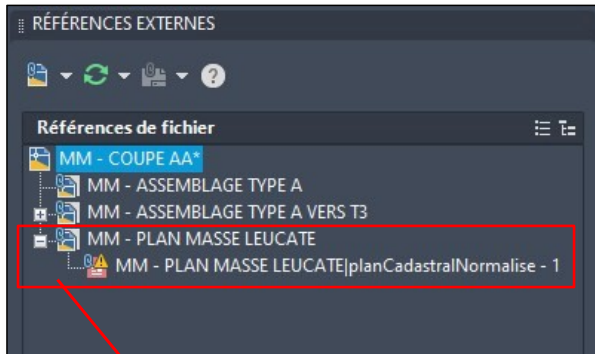 RÉFÉRENCES EXTERNES
Références de fichier
MM - COUPE AA*
MM - ASSEMBLAGE TYPE A
MM - ASSEMBLAGE TYPE A VERS T3
MM - PLAN MASSE LEUCATE
MM - PLAN MASSE LEUCATE|planCadastralNormalise - 1